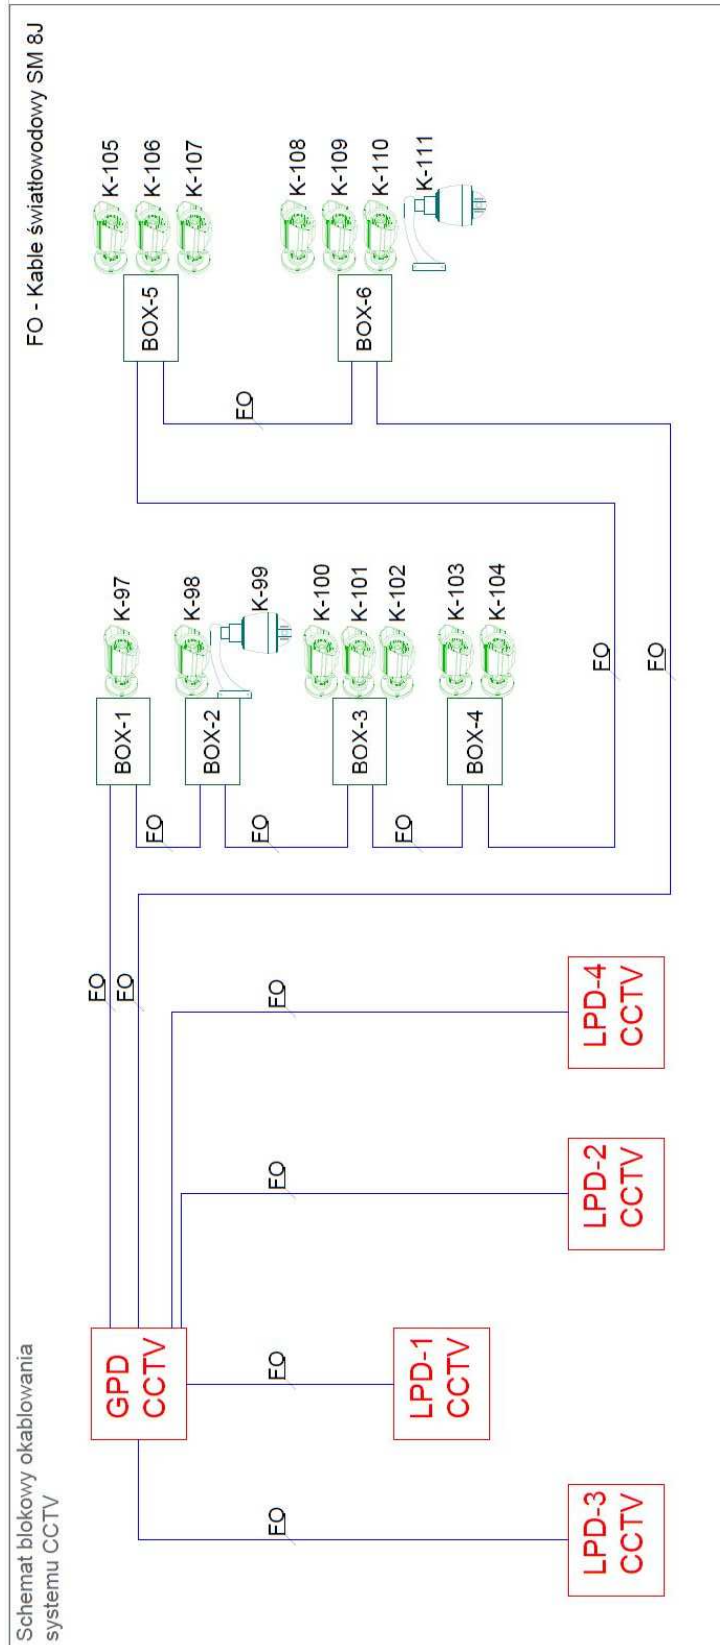 Schemat blokowy okablowania
systemu CCTV
FO - Kable światłowodowy SM 8J
GPD
CCTV
LPD-3
CCTV
LPD-1
CCTV
LPD-2
CCTV
LPD-4
CCTV
FO
FO
FO
FO
FO
FO
BOX-1
K-97
FO
BOX-2
K-98
K-99
FO
BOX-3
K-100
K-101
K-102
FO
BOX-4
K-103
K-104
FO
FO
BOX-5
K-105
K-106
K-107
FO
BOX-6
K-108
K-109
K-110
K-111